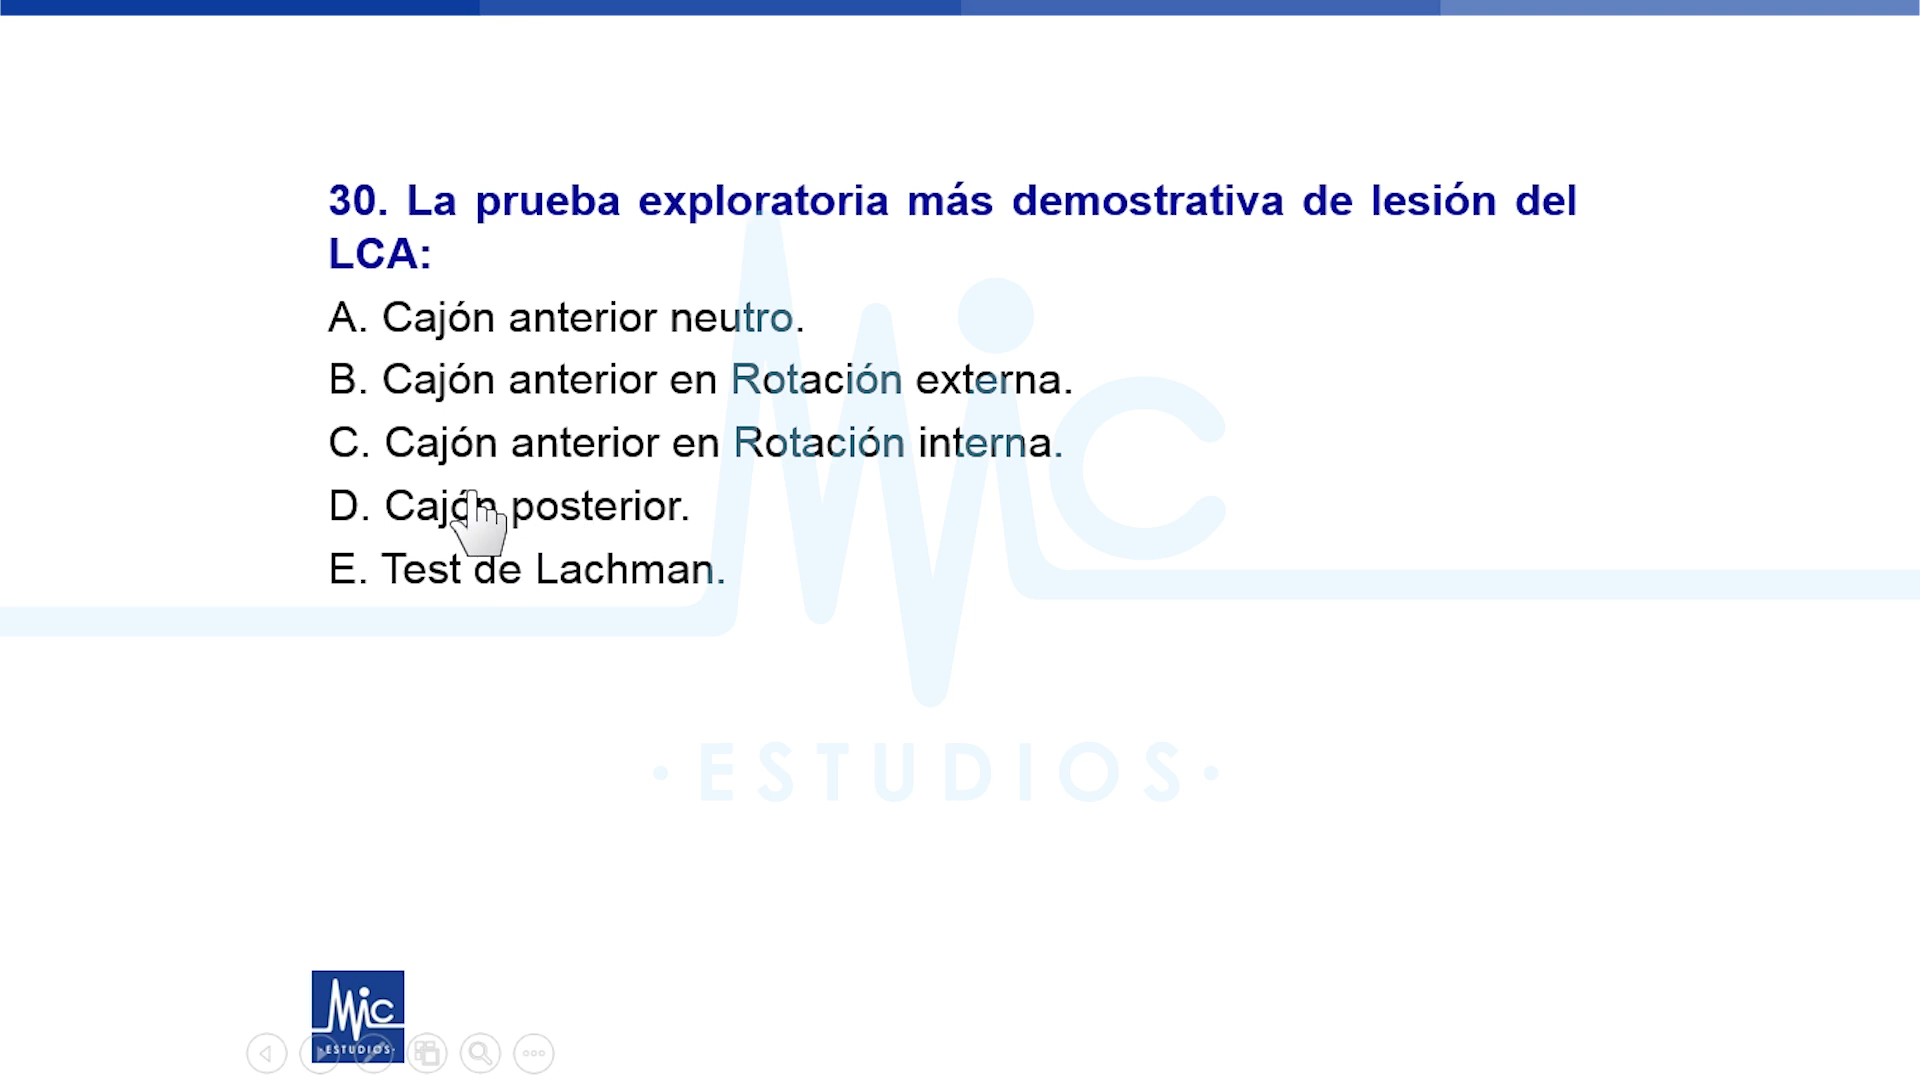 30. La prueba exploratoria más demostrativa de lesión del
LCA:
A. Cajón anterior neutro.
B. Cajón anterior en Rotación externa.
C. Cajón anterior en Rotación interna.
D. Cajón posterior.
E. Test de Lachman.
Mic
·ESTUDIOS·
Mic
·ESTUDIOS·